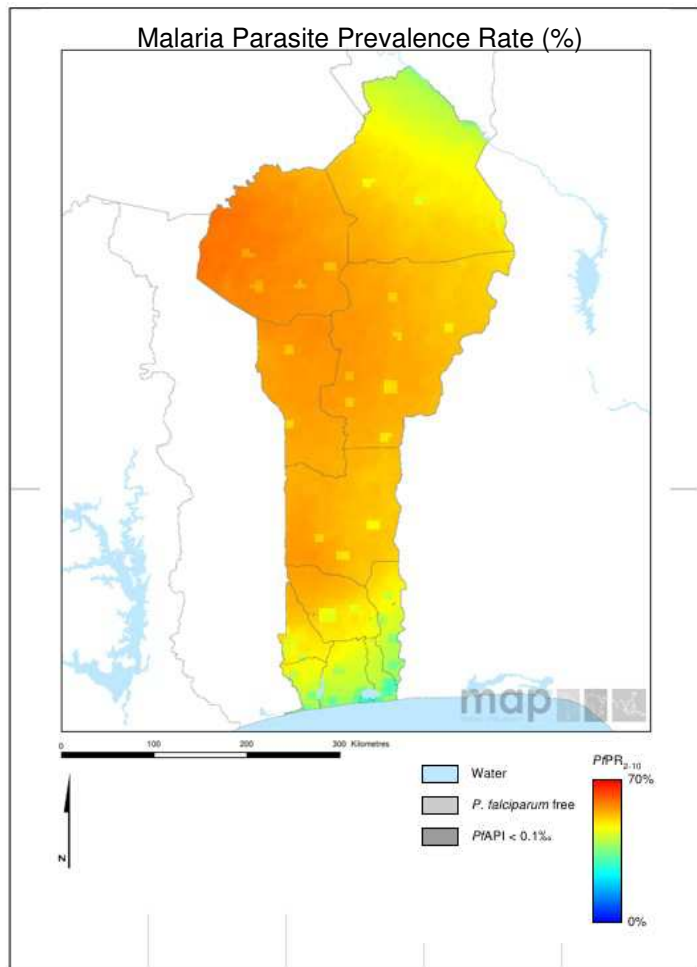 Malaria Parasite Prevalence Rate (%)
map
0 100 200 300 Kilometres
N
Water
P. falciparum free
PfAPI < 0.1‰
PfPR2-10
70%
0%